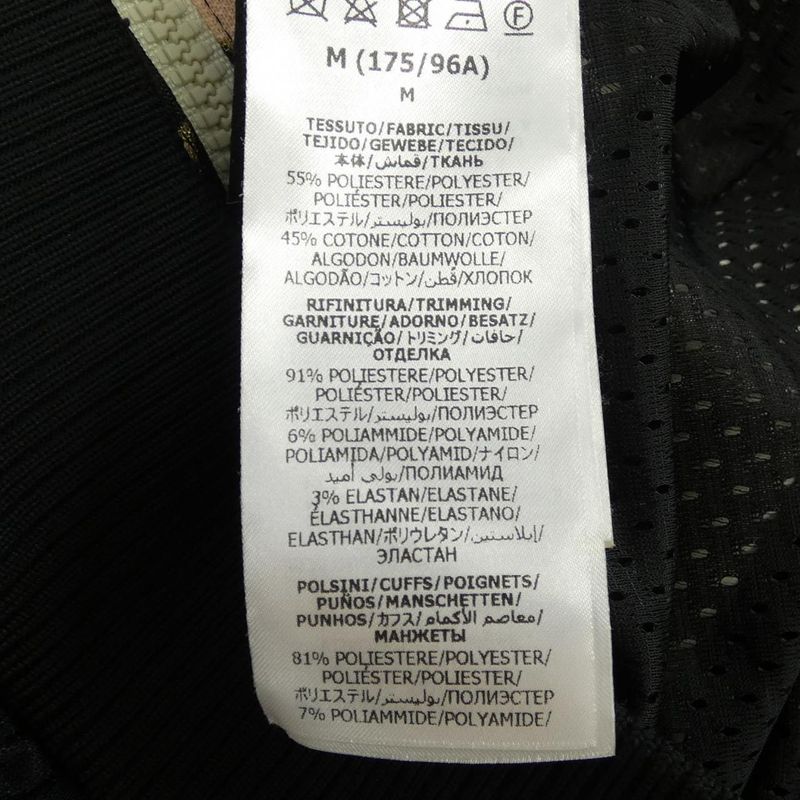 F
M (175/96A)
M
TESSUTO/FABRIC/TISSU/
TEJIDO/GEWEBE/TECIDO/
本体/قماش/ТКАНЬ
55% POLIESTERE/POLYESTER/
POLIÉSTER/POLIESTER/
ポリエステル/بوليستر/ПОЛИЭСТЕР
45% COTONE/COTTON/COTON/
ALGODON/BAUMWOLLE/
ALGODÃO/コットン/قطن/ХЛОПОК
RIFINITURA/TRIMMING/
GARNITURE/ADORNO/BESATZ/
GUARNIÇÃO/トリミング/حافات/
ОТДЕЛКА
91% POLIESTERE/POLYESTER/
POLIÉSTER/POLIESTER/
ポリエステル/بوليستر/ПОЛИЭСТЕР
6% POLIAMMIDE/POLYAMIDE/
POLIAMIDA/POLYAMID/ナイロン/
بولي أميد/ПОЛИАМИД
3% ELASTAN/ELASTANE/
ÉLASTHANNE/ELASTANO/
ELASTHAN/ポリウレタン/إيلاستين/
ЭЛАСТАН
POLSINI/CUFFS/POIGNETS/
PUÑOS/MANSCHETTEN/
PUNHOS/カフス/معاصم الأكمام/
МАНЖЕТЫ
81% POLIESTERE/POLYESTER/
POLIÉSTER/POLIESTER/
ポリエステル/بوليستر/ПОЛИЭСТЕР
7% POLIAMMIDE/POLYAMIDE/